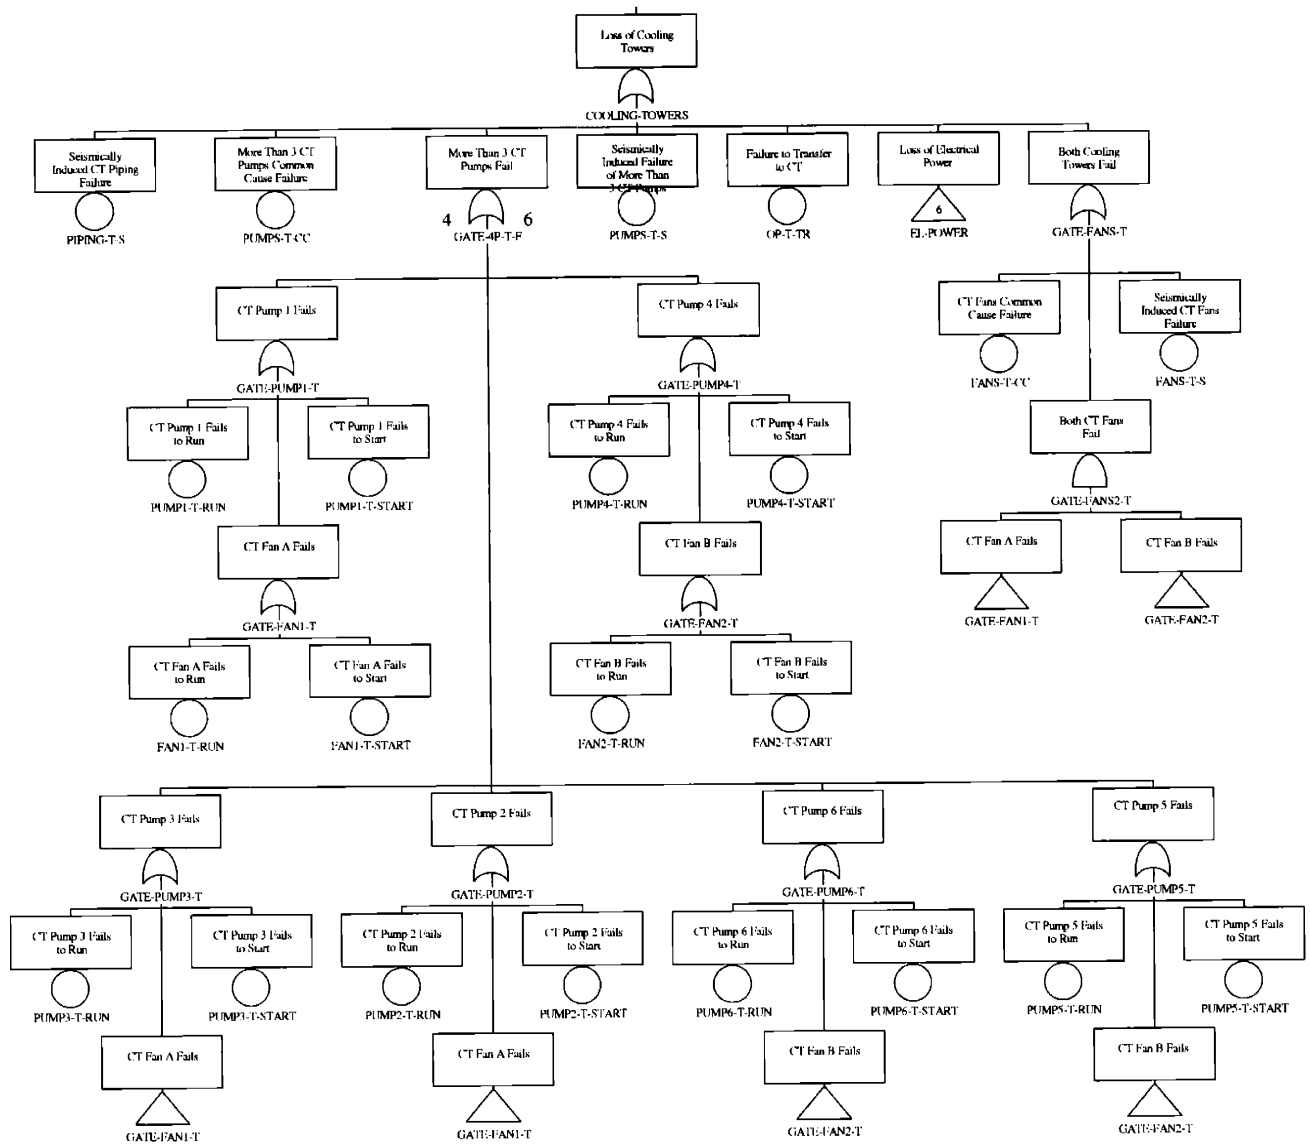 Loss of Cooling
Towers
COOLING-TOWERS
Seismically
Induced CT Piping
Failure
PIPING-T-S
More Than 3 CT
Pumps Common
Cause Failure
PUMPS-T-CC
More Than 3 CT
Pumps Fail
4 6
GATE-4P-T-F
Seismically
Induced Failure
of More Than
3 CT Pumps
PUMPS-T-S
Failure to Transfer
to CT
OP-T-TR
Loss of Electrical
Power
6
EL-POWER
Both Cooling
Towers Fail
GATE-FANS-T
CT Pump 1 Fails
GATE-PUMP1-T
CT Pump 4 Fails
GATE-PUMP4-T
CT Fans Common
Cause Failure
FANS-T-CC
Seismically
Induced CT Fans
Failure
FANS-T-S
CT Pump 1 Fails
to Run
PUMP1-T-RUN
CT Pump 1 Fails
to Start
PUMP1-T-START
CT Pump 4 Fails
to Run
PUMP4-T-RUN
CT Pump 4 Fails
to Start
PUMP4-T-START
Both CT Fans
Fail
GATE-FANS2-T
CT Fan A Fails
GATE-FAN1-T
CT Fan B Fails
GATE-FAN2-T
CT Fan A Fails
GATE-FAN1-T
CT Fan B Fails
GATE-FAN2-T
CT Fan A Fails
to Run
FAN1-T-RUN
CT Fan A Fails
to Start
FAN1-T-START
CT Fan B Fails
to Run
FAN2-T-RUN
CT Fan B Fails
to Start
FAN2-T-START
CT Pump 3 Fails
GATE-PUMP3-T
CT Pump 2 Fails
GATE-PUMP2-T
CT Pump 6 Fails
GATE-PUMP6-T
CT Pump 5 Fails
GATE-PUMP5-T
CT Pump 3 Fails
to Run
PUMP3-T-RUN
CT Pump 3 Fails
to Start
PUMP3-T-START
CT Pump 2 Fails
to Run
PUMP2-T-RUN
CT Pump 2 Fails
to Start
PUMP2-T-START
CT Pump 6 Fails
to Run
PUMP6-T-RUN
CT Pump 6 Fails
to Start
PUMP6-T-START
CT Pump 5 Fails
to Run
PUMP5-T-RUN
CT Pump 5 Fails
to Start
PUMP5-T-START
CT Fan A Fails
GATE-FAN1-T
CT Fan A Fails
GATE-FAN1-T
CT Fan B Fails
GATE-FAN2-T
CT Fan B Fails
GATE-FAN2-T